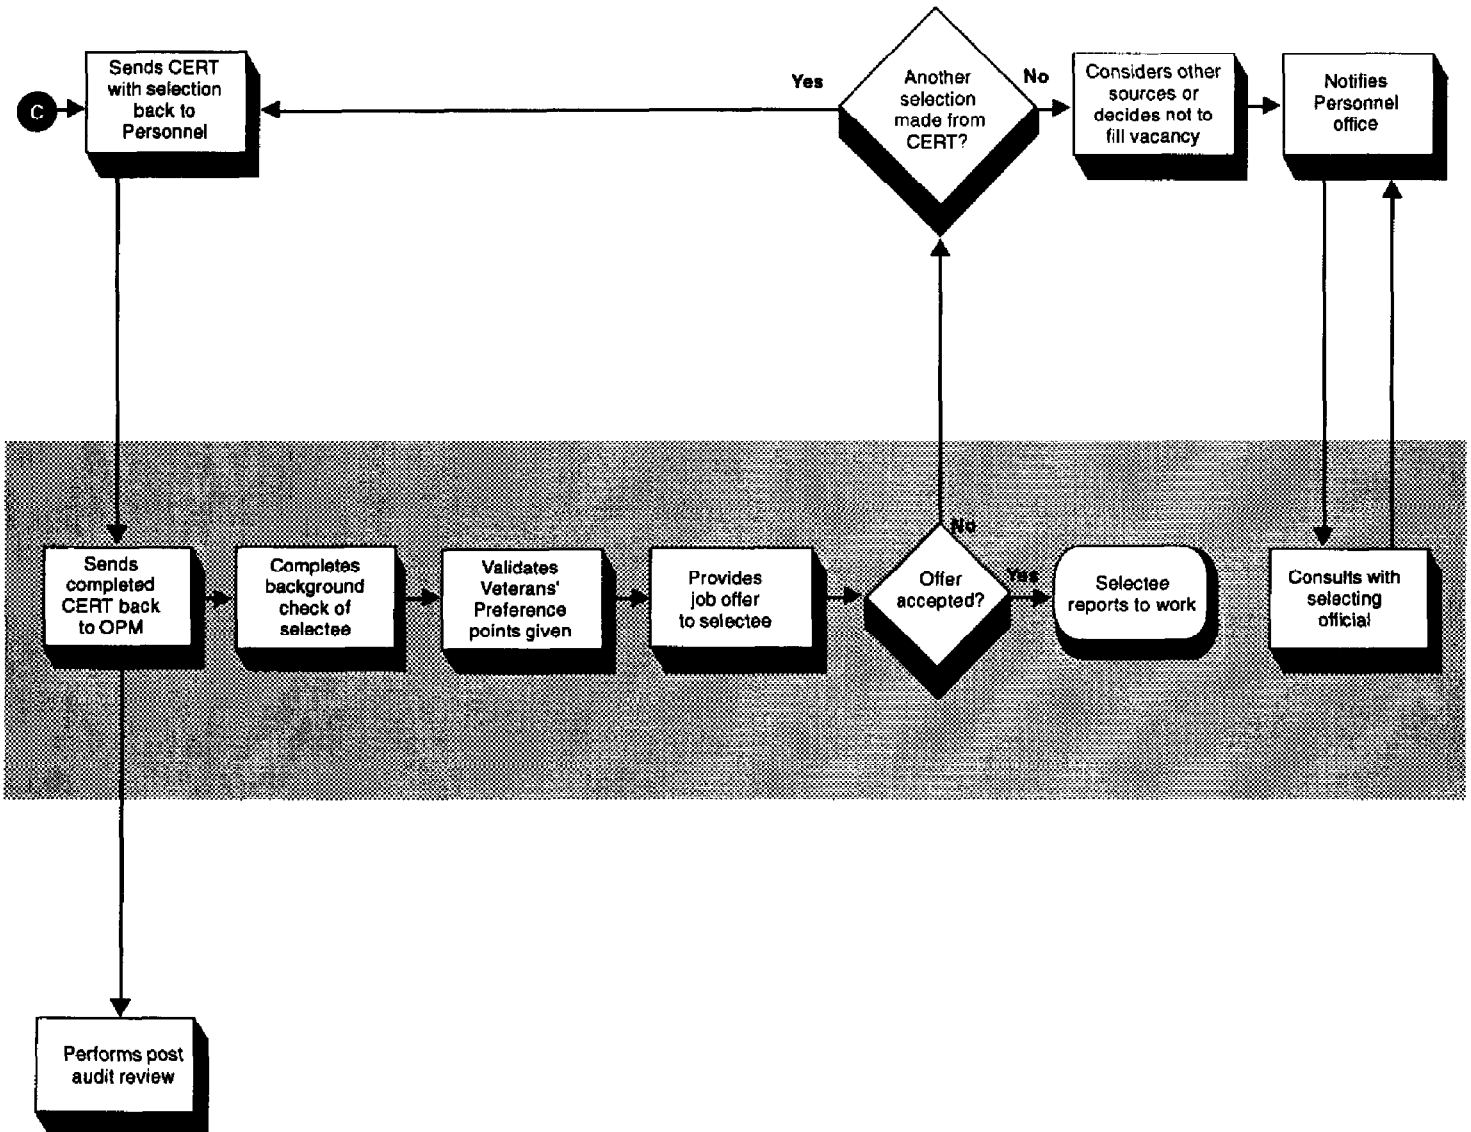 C
Sends CERT
with selection
back to
Personnel
Yes
Another
selection
made from
CERT?
No
Considers other
sources or
decides not to
fill vacancy
Notifies
Personnel
office
Sends
completed
CERT back
to OPM
Completes
background
check of
selectee
Validates
Veterans'
Preference
points given
Provides
job offer
to selectee
No
Offer
accepted?
Yes
Selectee
reports to work
Consults with
selecting
official
Performs post
audit review